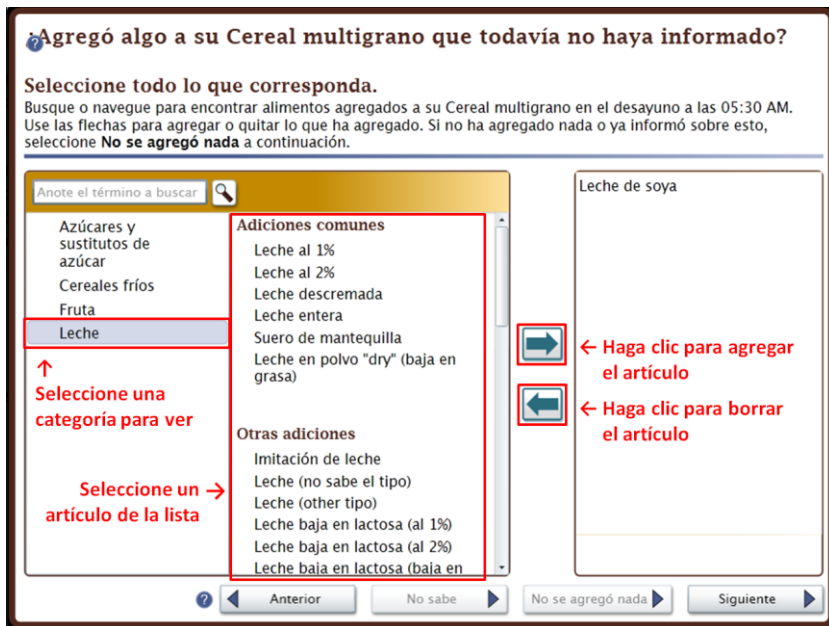 ¿Agregó algo a su Cereal multigrano que todavía no haya informado?
Seleccione todo lo que corresponda.
Busque o navegue para encontrar alimentos agregados a su Cereal multigrano en el desayuno a las 05:30 AM.
Use las flechas para agregar o quitar lo que ha agregado. Si no ha agregado nada o ya informó sobre esto,
seleccione No se agregó nada a continuación.
Anote el término a buscar
Azúcares y
sustitutos de
azúcar
Cereales fríos
Fruta
Leche
↑
Seleccione una
categoría para ver
Seleccione un →
artículo de la lista
Adiciones comunes
Leche al 1%
Leche al 2%
Leche descremada
Leche entera
Suero de mantequilla
Leche en polvo "dry" (baja en
grasa)
Otras adiciones
Imitación de leche
Leche (no sabe el tipo)
Leche (other tipo)
Leche baja en lactosa (al 1%)
Leche baja en lactosa (al 2%)
Leche baja en lactosa (baja en
← Haga clic para agregar
el artículo
← Haga clic para borrar
el artículo
Leche de soya
?
Anterior
No sabe
No se agregó nada
Siguiente